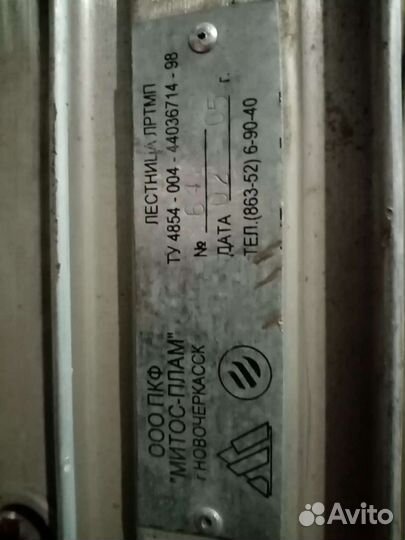 ООО ПКФ
"МИТОС-ПЛАМ"
г НОВОЧЕРКАССК
ЛЕСТНИЦА ЛРТМП
ТУ 4854 - 004 - 44036714 - 98
№ 61
ДАТА 02 05 г.
ТЕЛ.(863-52) 6-90-40
Avito